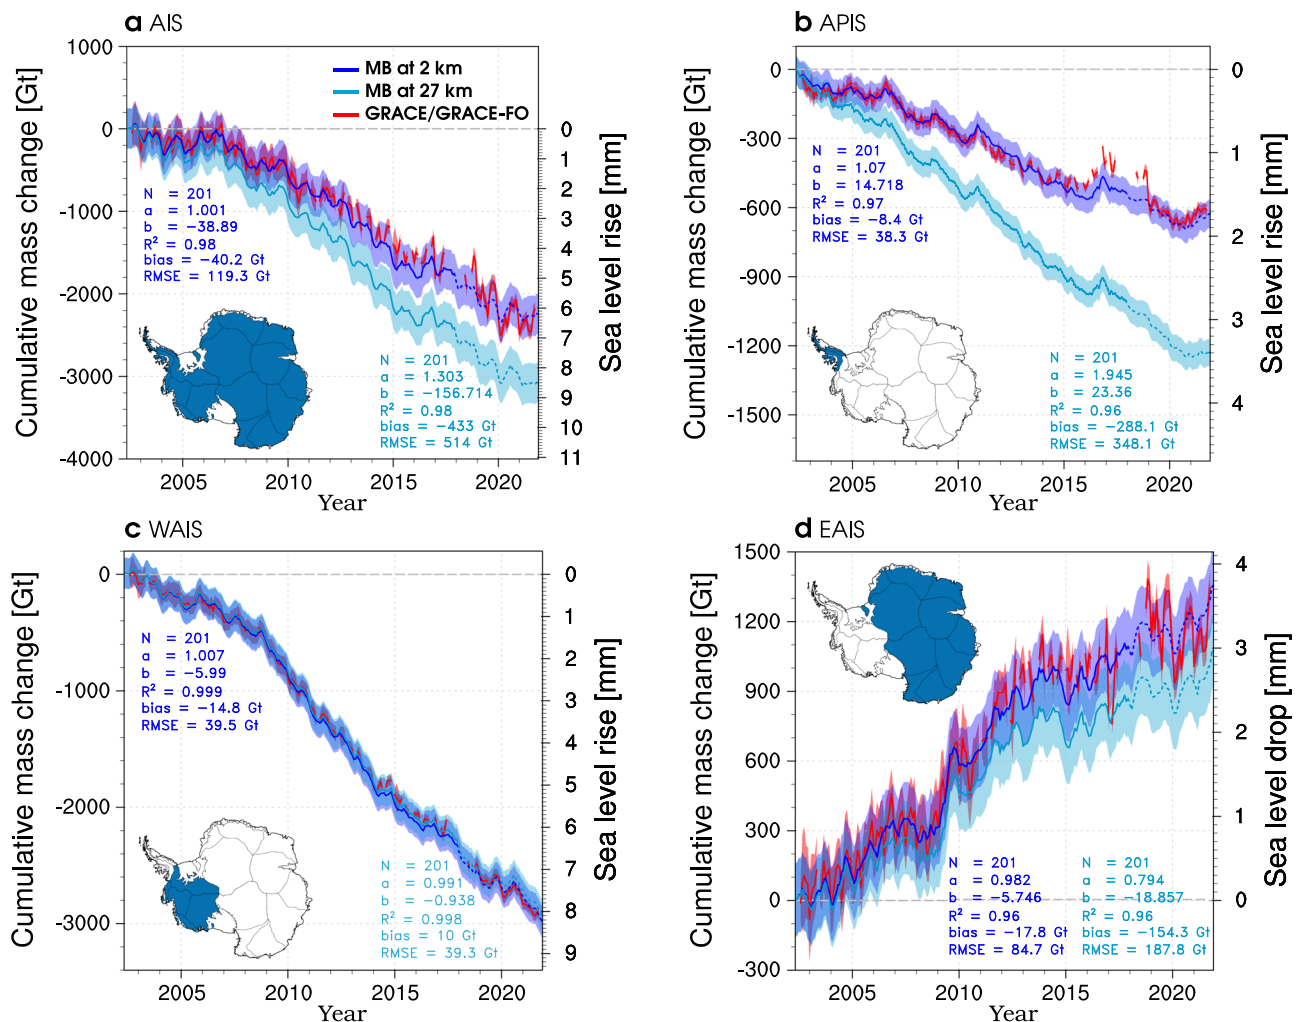 a AIS
Cumulative mass change [Gt]
1000
0
-1000
-2000
-3000
-4000
MB at 2 km
MB at 27 km
GRACE/GRACE-FO
N = 201
a = 1.001
b = -38.89
R² = 0.98
bias = -40.2 Gt
RMSE = 119.3 Gt
N = 201
a = 1.303
b = -156.714
R² = 0.98
bias = -433 Gt
RMSE = 514 Gt
0
1
2
3
4
5
6
7
8
9
10
11
Sea level rise [mm]
2005
2010
2015
2020
Year
b APIS
Cumulative mass change [Gt]
0
-300
-600
-900
-1200
-1500
N = 201
a = 1.07
b = 14.718
R² = 0.97
bias = -8.4 Gt
RMSE = 38.3 Gt
N = 201
a = 1.945
b = 23.36
R² = 0.96
bias = -288.1 Gt
RMSE = 348.1 Gt
0
1
2
3
4
Sea level rise [mm]
2005
2010
2015
2020
Year
c WAIS
Cumulative mass change [Gt]
0
-1000
-2000
-3000
N = 201
a = 1.007
b = -5.99
R² = 0.999
bias = -14.8 Gt
RMSE = 39.5 Gt
N = 201
a = 0.991
b = -0.938
R² = 0.998
bias = 10 Gt
RMSE = 39.3 Gt
0
1
2
3
4
5
6
7
8
9
Sea level rise [mm]
2005
2010
2015
2020
Year
d EAIS
Cumulative mass change [Gt]
1500
1200
900
600
300
0
-300
N = 201
a = 0.982
b = -5.746
R² = 0.96
bias = -17.8 Gt
RMSE = 84.7 Gt
N = 201
a = 0.794
b = -18.857
R² = 0.96
bias = -154.3 Gt
RMSE = 187.8 Gt
4
3
2
1
0
Sea level drop [mm]
2005
2010
2015
2020
Year